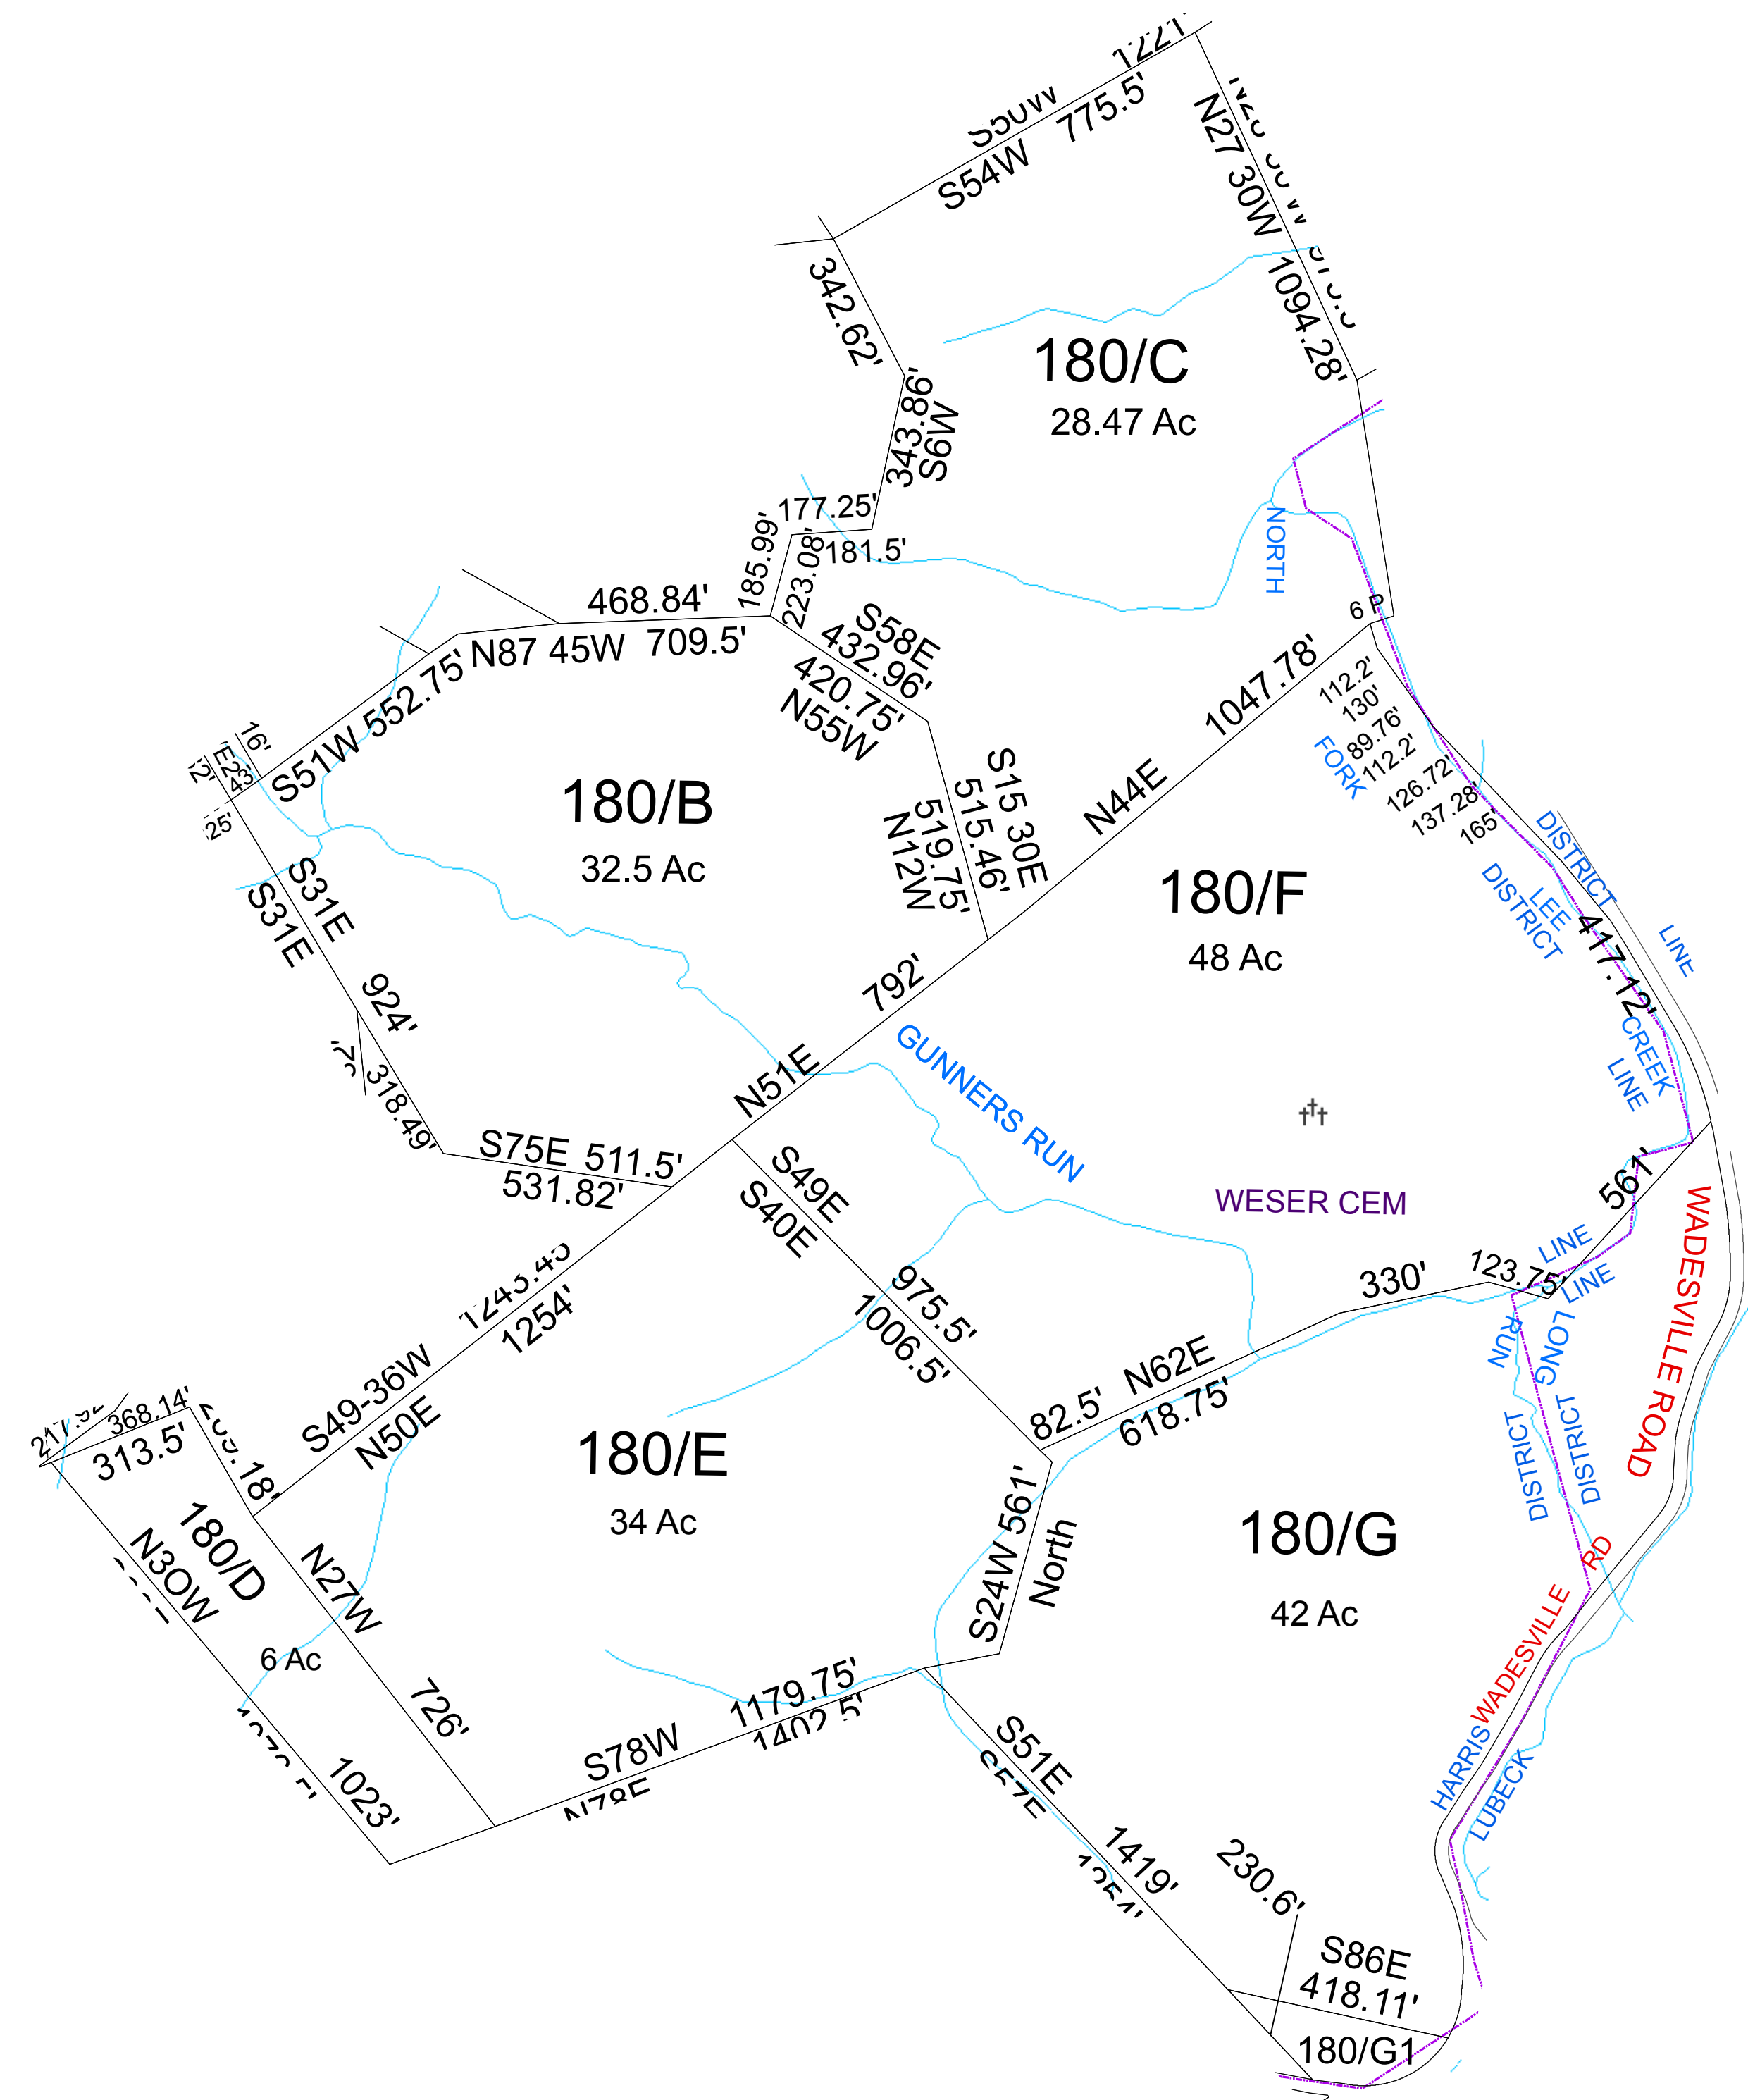 S54W 775.5'
N27 30W 1094.28'
342.62'
180/C
28.47 Ac
343.86'
S6W
177.25'
181.5'
185.99'
223.08'
NORTH
468.84'
N87 45W 709.5'
S58E
432.96'
420.75'
N55W
6 P
1047.78'
N44E
112.2'
130'
89.76'
112.2'
126.72'
137.28'
165'
FORK
S51W 552.75'
16'
43'
25'
180/B
32.5 Ac
S15 30E
515.46'
519.75'
N12W
180/F
48 Ac
DISTRICT
LINE
LEE
DISTRICT
417.12'
CREEK
LINE
S31E
S31E
924'
318.49'
792'
N51E
GUNNERS RUN
S75E 511.5'
531.82'
S49E
S40E
975.5'
1006.5'
WESER CEM
561'
WADESVILLE ROAD
LINE
LINE
330'
123.75'
RUN
LONG
DISTRICT
DISTRICT
1254'
S49-36W
N50E
82.5' N62E
618.75'
368.14'
313.5'
180/D
6 Ac
N30W
1023'
N27W
726'
180/E
34 Ac
S24W 561'
North
180/G
42 Ac
WADESVILLE RD
HARRIS
LUBECK
1179.75'
1402.5'
S78W
N78E
S51E
S57E
1419'
1254'
230.6'
S86E
418.11'
180/G1